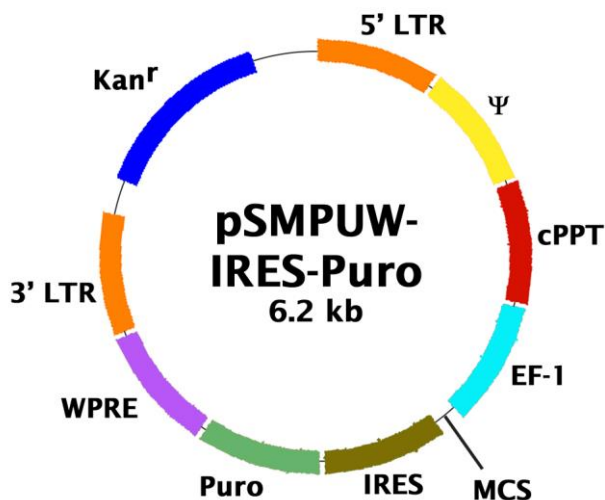 5' LTR
Kanʳ
Ψ
pSMPUW-
IRES-Puro
6.2 kb
cPPT
3' LTR
EF-1
WPRE
Puro
IRES
MCS